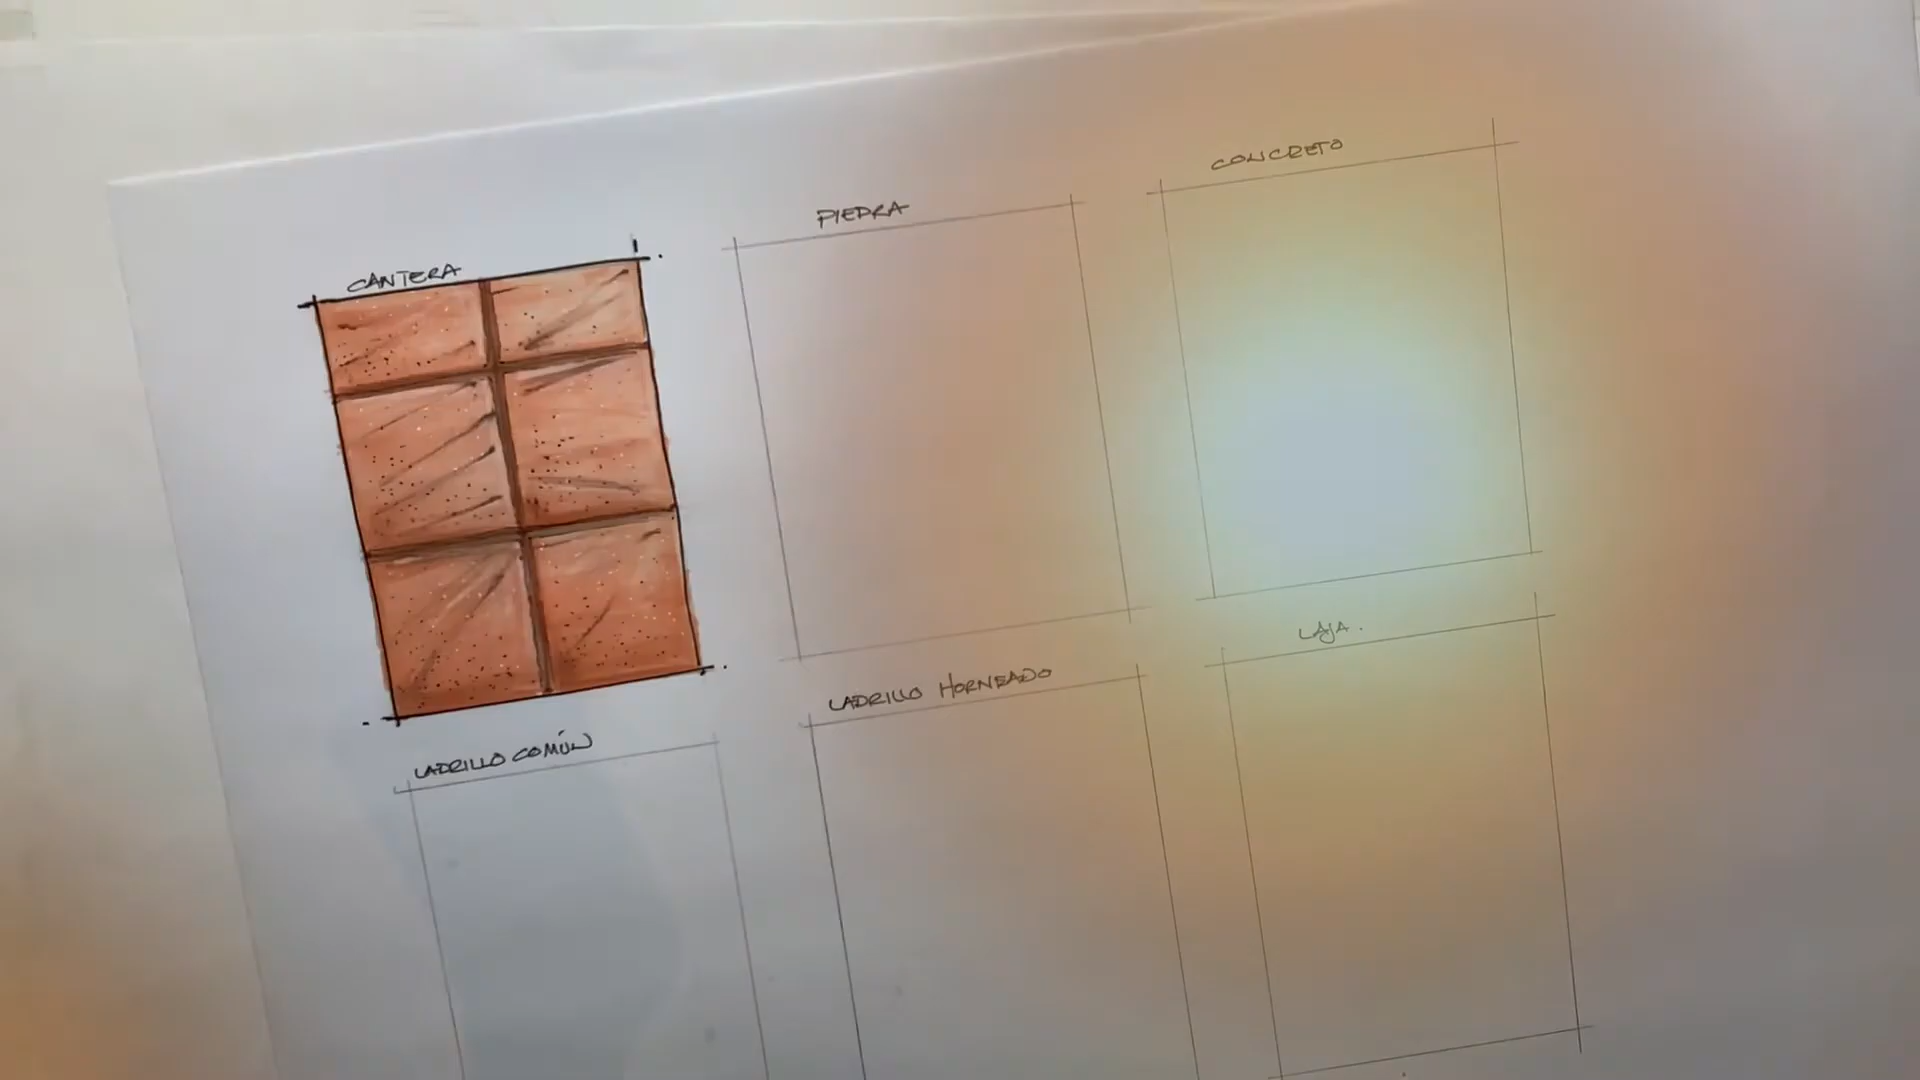 CANTERA
PIEDRA
CONCRETO
LADRILLO COMÚN
LADRILLO HORNEADO
LAJA.